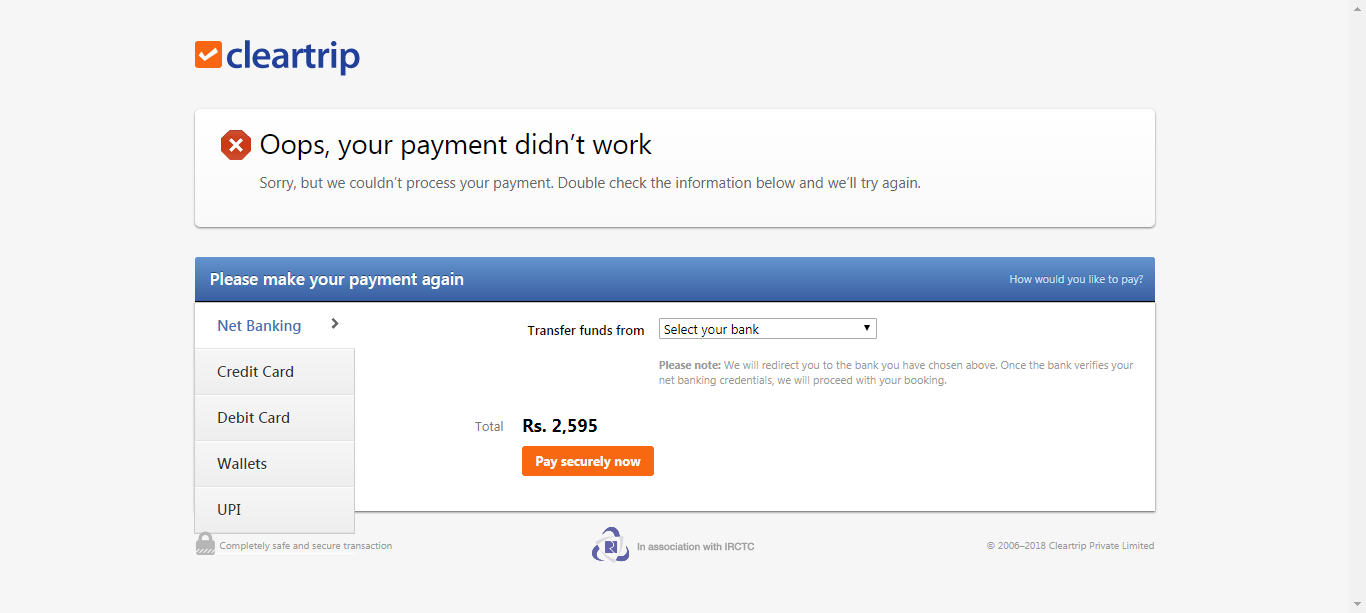 cleartrip
Oops, your payment didn’t work
Sorry, but we couldn’t process your payment. Double check the information below and we’ll try again.
Please make your payment again
How would you like to pay?
Net Banking
Credit Card
Debit Card
Wallets
UPI
Transfer funds from
Select your bank
Please note: We will redirect you to the bank you have chosen above. Once the bank verifies your
net banking credentials, we will proceed with your booking.
Total Rs. 2,595
Pay securely now
Completely safe and secure transaction
In association with IRCTC
© 2006–2018 Cleartrip Private Limited